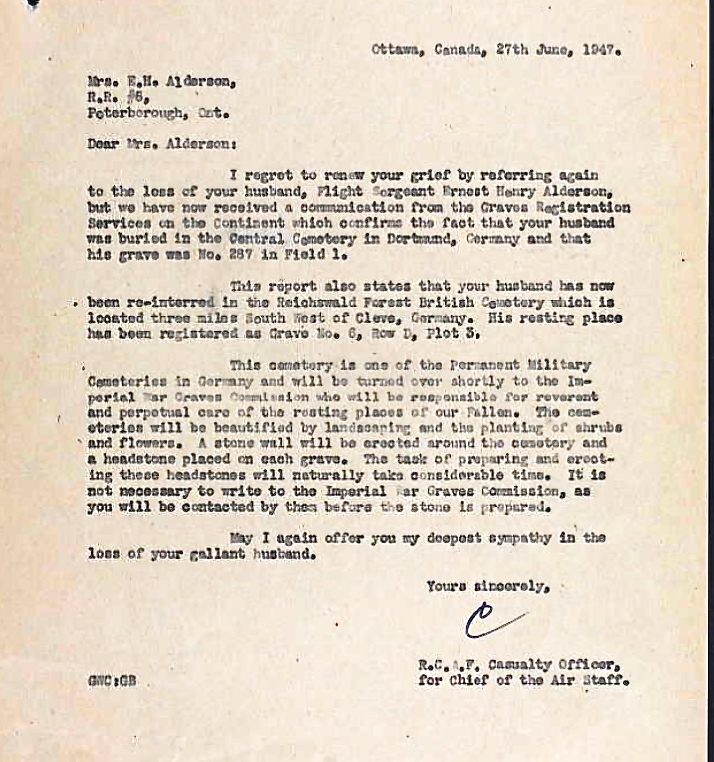 Ottawa, Canada, 27th June, 1947.
Mrs. E.H. Alderson,
R.R. #6,
Peterborough, Ont.
Dear Mrs. Alderson:
I regret to renew your grief by referring again
to the loss of your husband, Flight Sergeant Ernest Henry Alderson,
but we have now received a communication from the Graves Registration
Services on the Continent which confirms the fact that your husband
was buried in the Central Cemetery in Dortmund, Germany and that
his grave was No. 287 in Field 1.
This report also states that your husband has now
been re-interred in the Reichswald Forest British Cemetery which is
located three miles South West of Cleve, Germany. His resting place
has been registered as Grave No. 6, Row D, Plot 3.
This cemetery is one of the Permanent Military
Cemeteries in Germany and will be turned over shortly to the Im-
perial War Graves Commission who will be responsible for reverent
and perpetual care of the resting places of our Fallen. The cem-
eteries will be beautified by landscaping and the planting of shrubs
and flowers. A stone wall will be erected around the cemetery and
a headstone placed on each grave. The task of preparing and erect-
ing these headstones will naturally take considerable time. It is
not necessary to write to the Imperial War Graves Commission, as
you will be contacted by them before the stone is prepared.
May I again offer you my deepest sympathy in the
loss of your gallant husband.
Yours sincerely,
C
R.C.A.F. Casualty Officer,
for Chief of the Air Staff.
GWC:GB